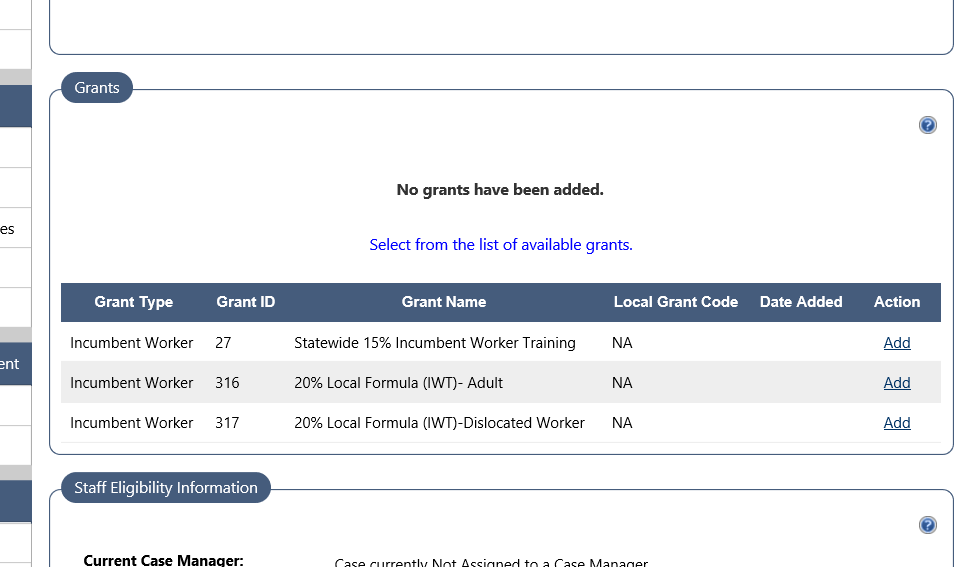 Grants
No grants have been added.
Select from the list of available grants.
Grant Type Grant ID Grant Name Local Grant Code Date Added Action
Incumbent Worker 27 Statewide 15% Incumbent Worker Training NA Add
es
Incumbent Worker 316 20% Local Formula (IWT)- Adult NA Add
ent
Incumbent Worker 317 20% Local Formula (IWT)-Dislocated Worker NA Add
Staff Eligibility Information
Current Case Manager: Case currently Not Assigned to a Case Manager